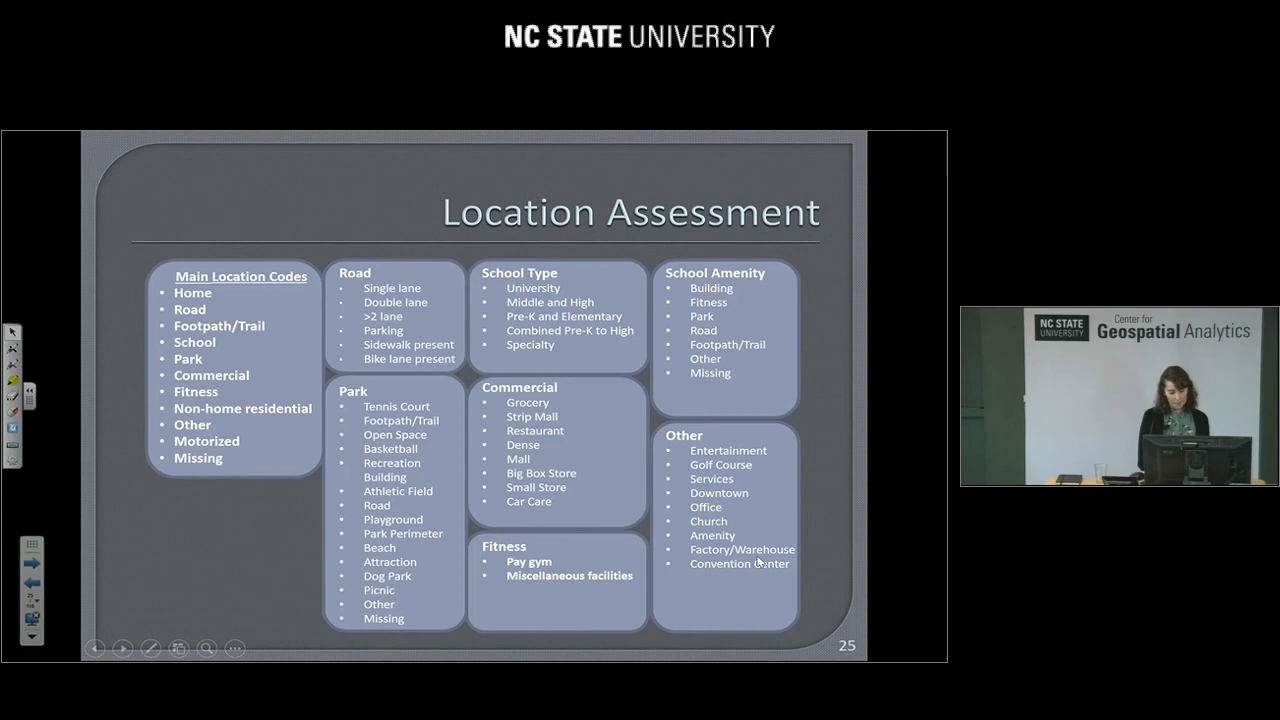 NC STATE UNIVERSITY
Location Assessment
Main Location Codes
• Home
• Road
• Footpath/Trail
• School
• Park
• Commercial
• Fitness
• Non-home residential
• Other
• Motorized
• Missing
Road
• Single lane
• Double lane
• >2 lane
• Parking
• Sidewalk present
• Bike lane present
Park
• Tennis Court
• Footpath/Trail
• Open Space
• Basketball
• Recreation
Building
• Athletic Field
• Road
• Playground
• Park Perimeter
• Beach
• Attraction
• Dog Park
• Picnic
• Other
• Missing
School Type
• University
• Middle and High
• Pre-K and Elementary
• Combined Pre-K to High
• Specialty
Commercial
• Grocery
• Strip Mall
• Restaurant
• Dense
• Mall
• Big Box Store
• Small Store
• Car Care
Fitness
• Pay gym
• Miscellaneous facilities
School Amenity
• Building
• Fitness
• Park
• Road
• Footpath/Trail
• Other
• Missing
Other
• Entertainment
• Golf Course
• Services
• Downtown
• Office
• Church
• Amenity
• Factory/Warehouse
• Convention Center
25
NC STATE
UNIVERSITY
Center for
Geospatial Analytics
25
116